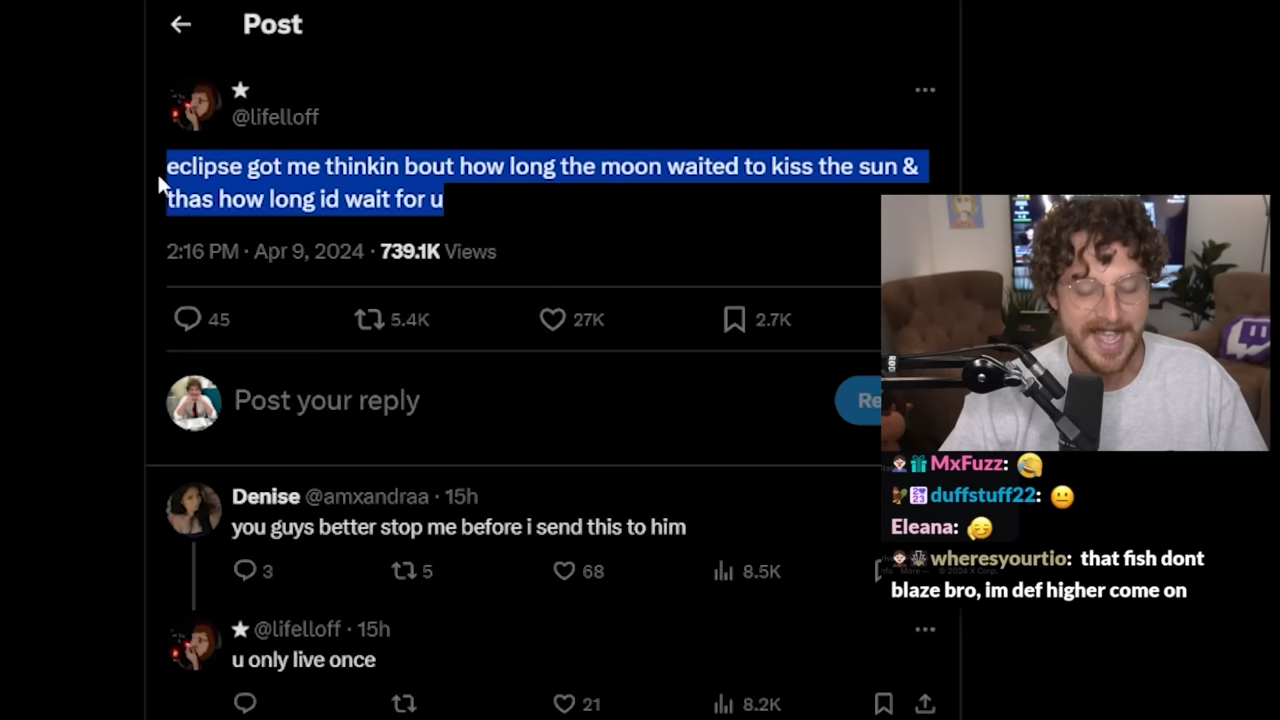 Post
★
@lifelloff
eclipse got me thinkin bout how long the moon waited to kiss the sun &
thas how long id wait for u
2:16 PM · Apr 9, 2024 · 739.1K Views
45 5.4K 27K 2.7K
Post your reply
Re
Denise @amxandraa · 15h
you guys better stop me before i send this to him
3 5 68 8.5K
★ @lifelloff · 15h
u only live once
21 8.2K
MxFuzz:
duffstuff22:
Eleana:
wheresyourtio: that fish dont
blaze bro, im def higher come on